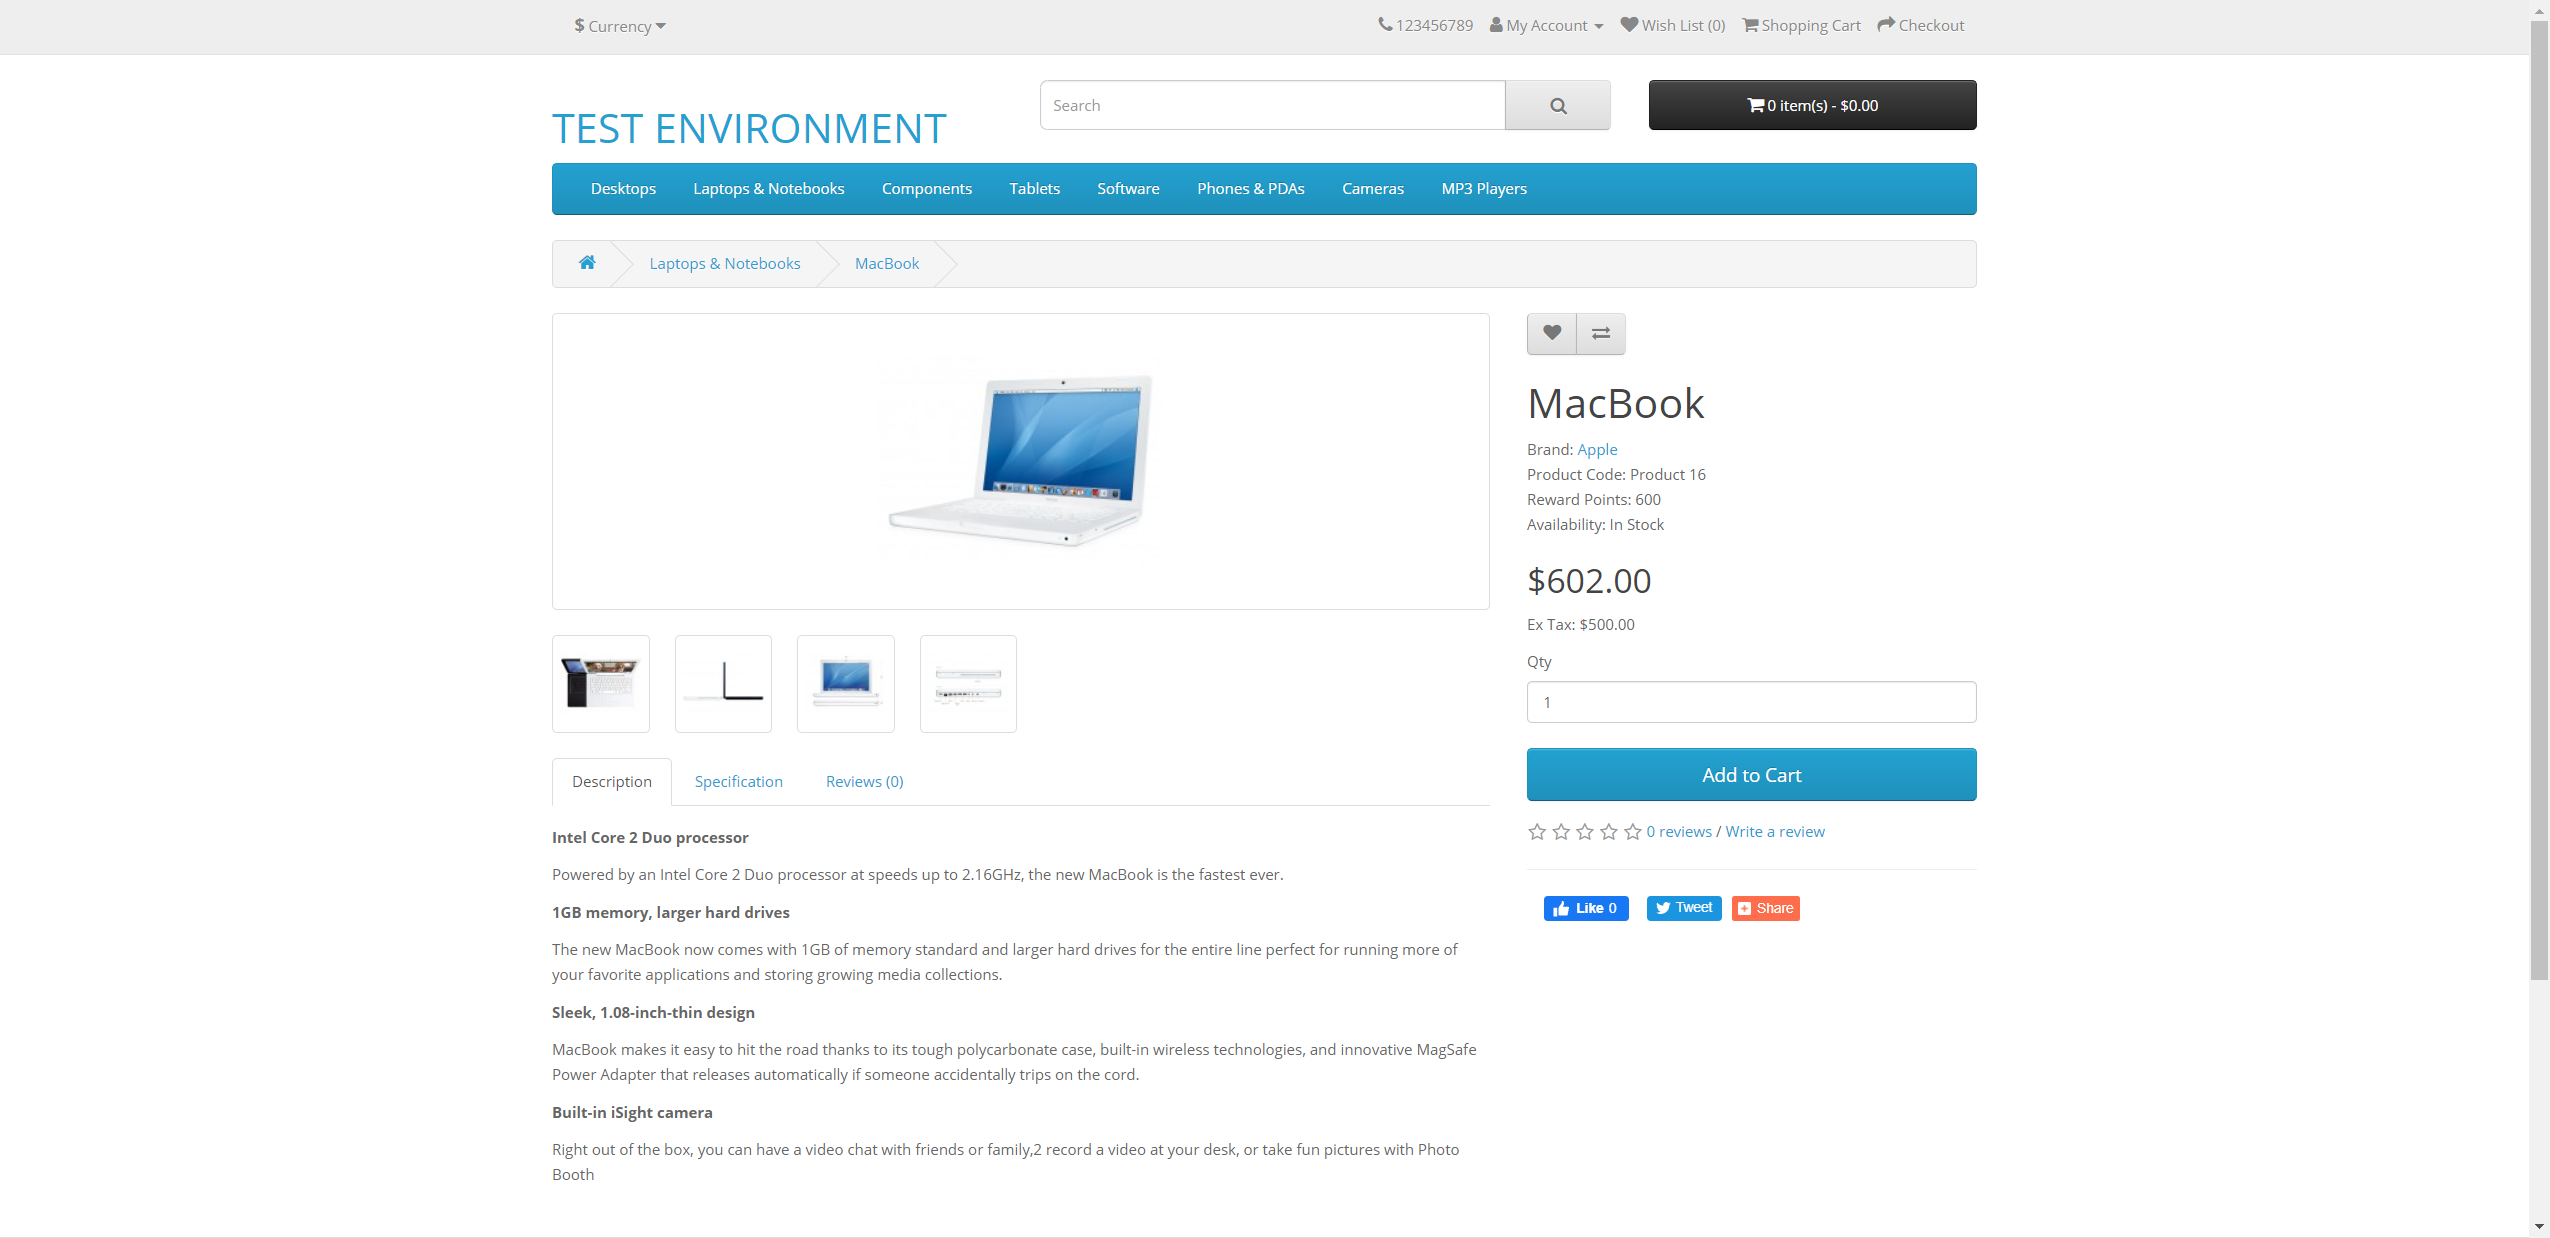 $ Currency
123456789 My Account Wish List (0) Shopping Cart Checkout
Search
0 item(s) - $0.00
TEST ENVIRONMENT
Desktops Laptops & Notebooks Components Tablets Software Phones & PDAs Cameras MP3 Players
Laptops & Notebooks MacBook
MacBook
Brand: Apple
Product Code: Product 16
Reward Points: 600
Availability: In Stock
$602.00
Ex Tax: $500.00
Qty
1
Add to Cart
0 reviews / Write a review
Like 0 Tweet Share
Description Specification Reviews (0)
Intel Core 2 Duo processor
Powered by an Intel Core 2 Duo processor at speeds up to 2.16GHz, the new MacBook is the fastest ever.
1GB memory, larger hard drives
The new MacBook now comes with 1GB of memory standard and larger hard drives for the entire line perfect for running more of
your favorite applications and storing growing media collections.
Sleek, 1.08-inch-thin design
MacBook makes it easy to hit the road thanks to its tough polycarbonate case, built-in wireless technologies, and innovative MagSafe
Power Adapter that releases automatically if someone accidentally trips on the cord.
Built-in iSight camera
Right out of the box, you can have a video chat with friends or family,2 record a video at your desk, or take fun pictures with Photo
Booth